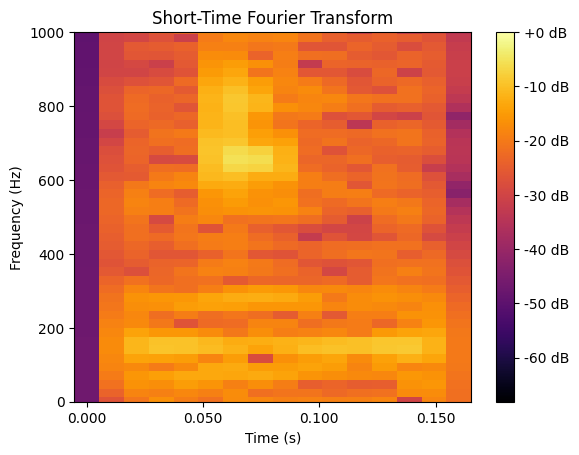 Short-Time Fourier Transform
1000
800
600
400
200
0
Frequency (Hz)
0.000
0.050
0.100
0.150
Time (s)
+0 dB
-10 dB
-20 dB
-30 dB
-40 dB
-50 dB
-60 dB